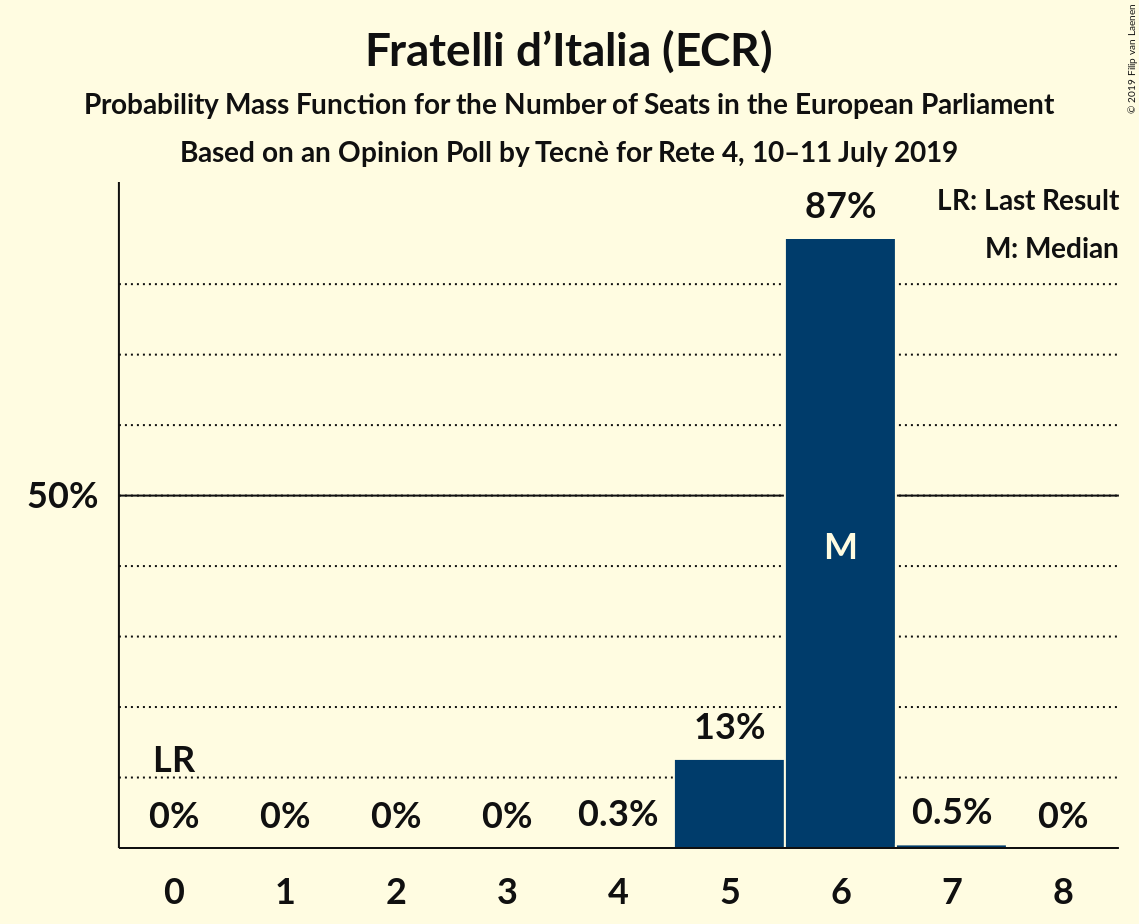 Fratelli d’Italia (ECR)
Probability Mass Function for the Number of Seats in the European Parliament
Based on an Opinion Poll by Tecnè for Rete 4, 10–11 July 2019
© 2019 Filip van Laenen
LR: Last Result
M: Median
87%
50%
M
13%
LR
0% 0% 0% 0% 0.3% 0.5% 0%
0 1 2 3 4 5 6 7 8